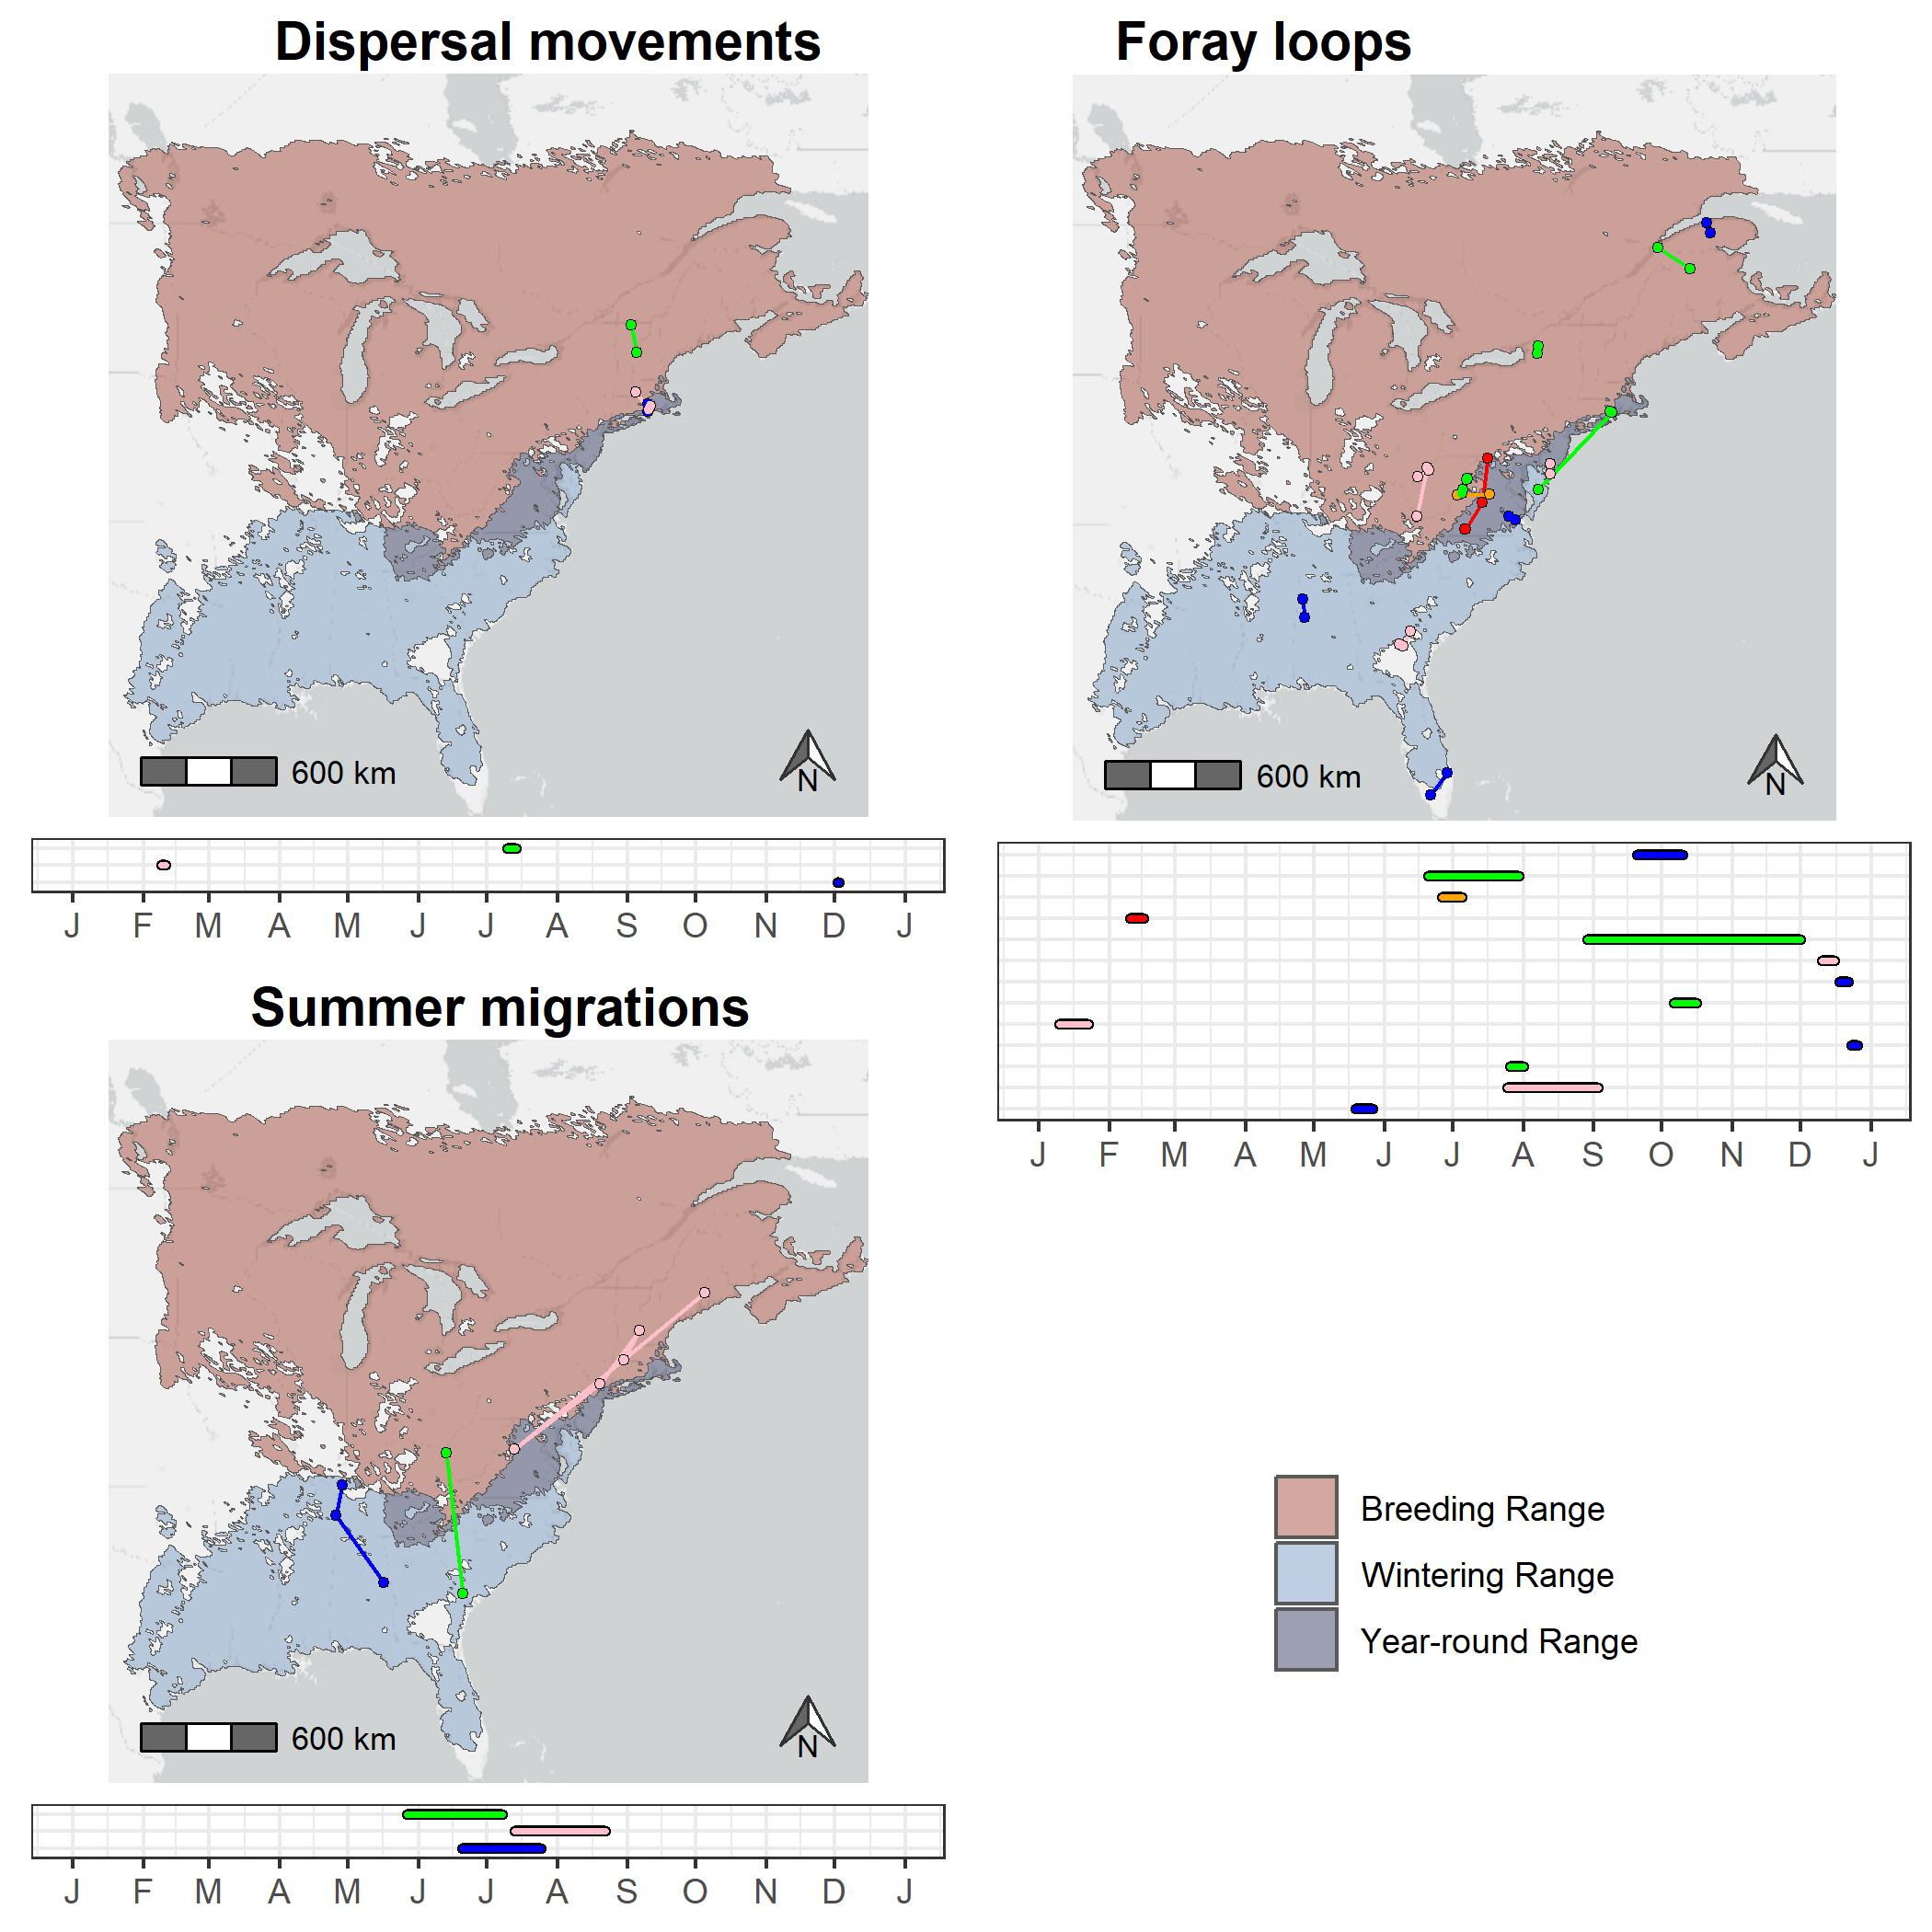 Dispersal movements
Foray loops
600 km
N
600 km
N
J F M A M J J A S O N D J
Summer migrations
J F M A M J J A S O N D J
600 km
N
Breeding Range
Wintering Range
Year-round Range
J F M A M J J A S O N D J